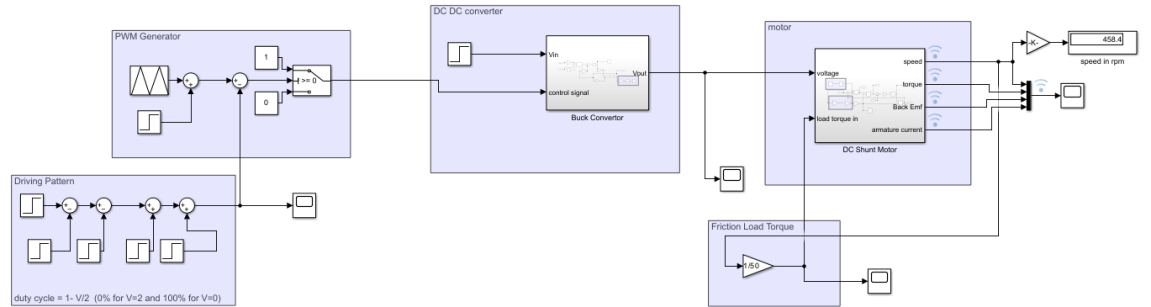 DC DC converter
PWM Generator
motor
1
>= 0
0
Vin
control signal
Vout
Buck Convertor
voltage
load torque in
speed
torque
Back Emf
armature current
DC Shunt Motor
-K-
458.4
speed in rpm
Driving Pattern
duty cycle = 1- V/2 (0% for V=2 and 100% for V=0)
Friction Load Torque
1/50